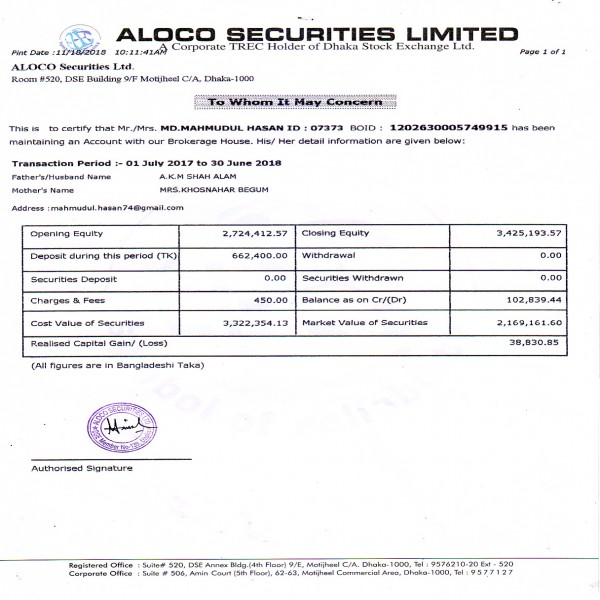 ALOCO SECURITIES LIMITED
A Corporate TREC Holder of Dhaka Stock Exchange Ltd.
Pint Date :11/18/2018 10:11:41AM
Page 1 of 1
ALOCO Securities Ltd.
Room #520, DSE Building 9/F Motijheel C/A, Dhaka-1000
To Whom It May Concern
This is to certify that Mr./Mrs. MD.MAHMUDUL HASAN ID : 07373 BOID : 1202630005749915 has been
maintaining an Account with our Brokerage House. His/ Her detail information are given below:
Transaction Period :- 01 July 2017 to 30 June 2018
Father's/Husband Name A.K.M SHAH ALAM
Mother's Name MRS.KHOSNAHAR BEGUM
Address :mahmudul.hasan74@gmail.com
Opening Equity 2,724,412.57 Closing Equity 3,425,193.57
Deposit during this period (TK) 662,400.00 Withdrawal 0.00
Securities Deposit 0.00 Securities Withdrawn 0.00
Charges & Fees 450.00 Balance as on Cr/(Dr) 102,839.44
Cost Value of Securities 3,322,354.13 Market Value of Securities 2,169,161.60
Realised Capital Gain/ (Loss) 38,830.85
(All figures are in Bangladeshi Taka)
ALOCO SECURITIES LTD
Authorised Signature
Registered Office : Suite# 520, DSE Annex Bldg.(4th Floor) 9/E, Motijheel C/A. Dhaka-1000, Tel : 9576210-20 Ext - 520
Corporate Office : Suite # 506, Amin Court (5th Floor), 62-63, Motijheel Commercial Area, Dhaka-1000, Tel : 9577127